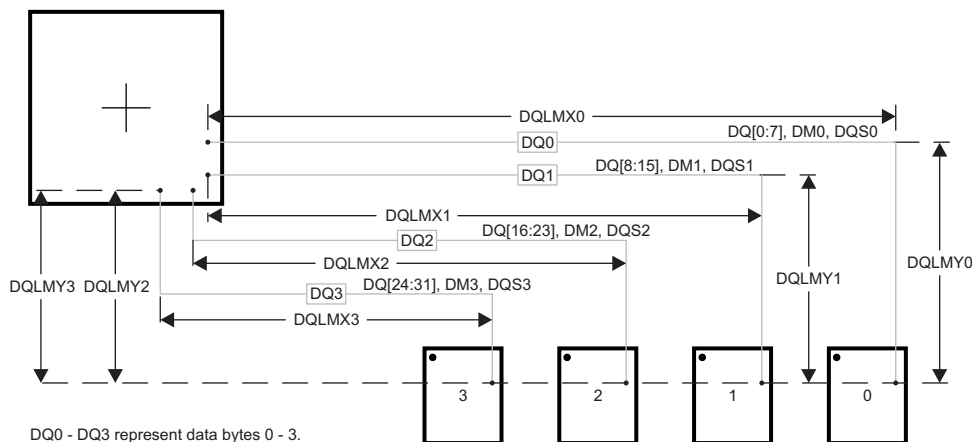 DQLMX0
DQ[0:7], DM0, DQS0
DQ0
DQ[8:15], DM1, DQS1
DQ1
DQLMX1
DQ[16:23], DM2, DQS2
DQ2
DQLMX2
DQLMY0
DQLMY1
DQLMY3
DQLMY2
DQ[24:31], DM3, DQS3
DQ3
DQLMX3
3
2
1
0
DQ0 - DQ3 represent data bytes 0 - 3.